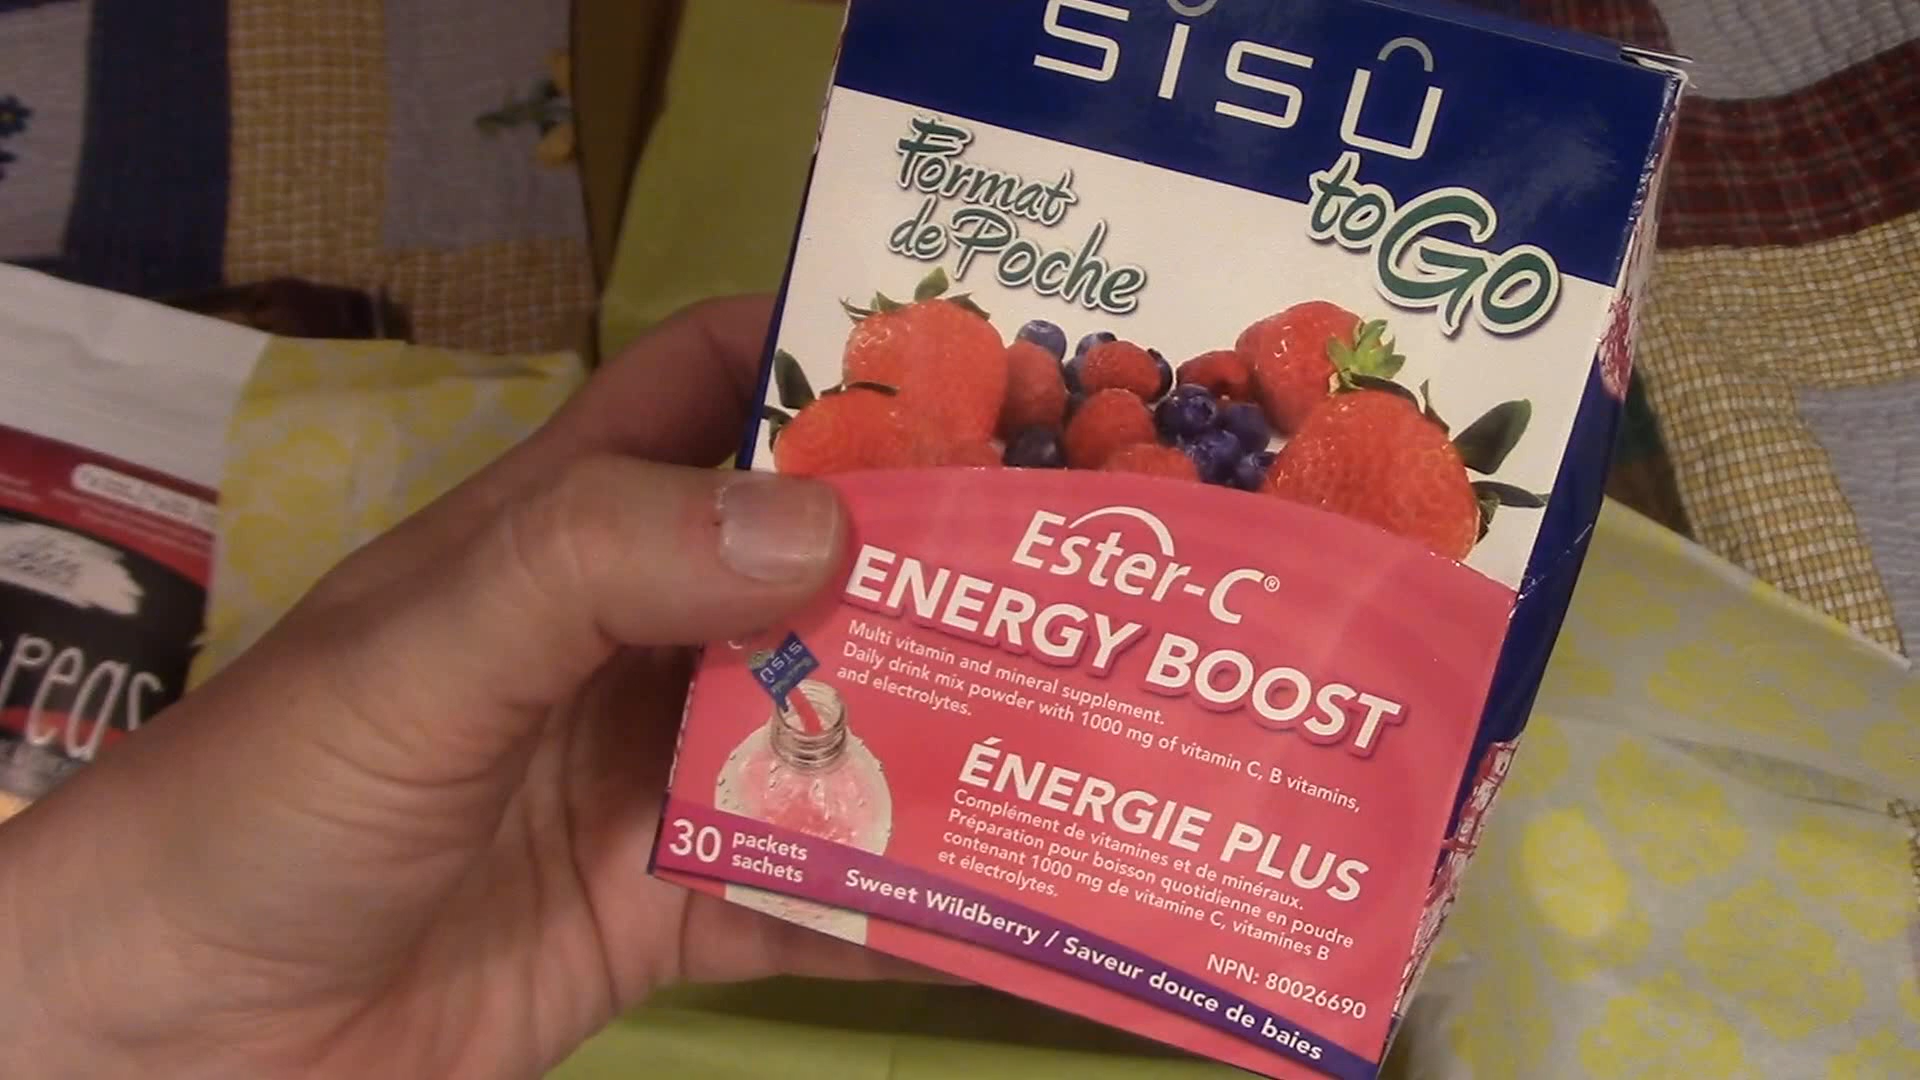 SISU
toGo
Format
de Poche
Ester-C®
ENERGY BOOST
Multi vitamin and mineral supplement.
Daily drink mix powder with 1000 mg of vitamin C, B vitamins,
and electrolytes.
ÉNERGIE PLUS
Complément de vitamines et de minéraux.
Préparation pour boisson quotidienne en poudre
contenant 1000 mg de vitamine C, vitamines B
et électrolytes.
NPN: 80026690
30 packets
sachets
Sweet Wildberry / Saveur douce de baies
SISU
peas